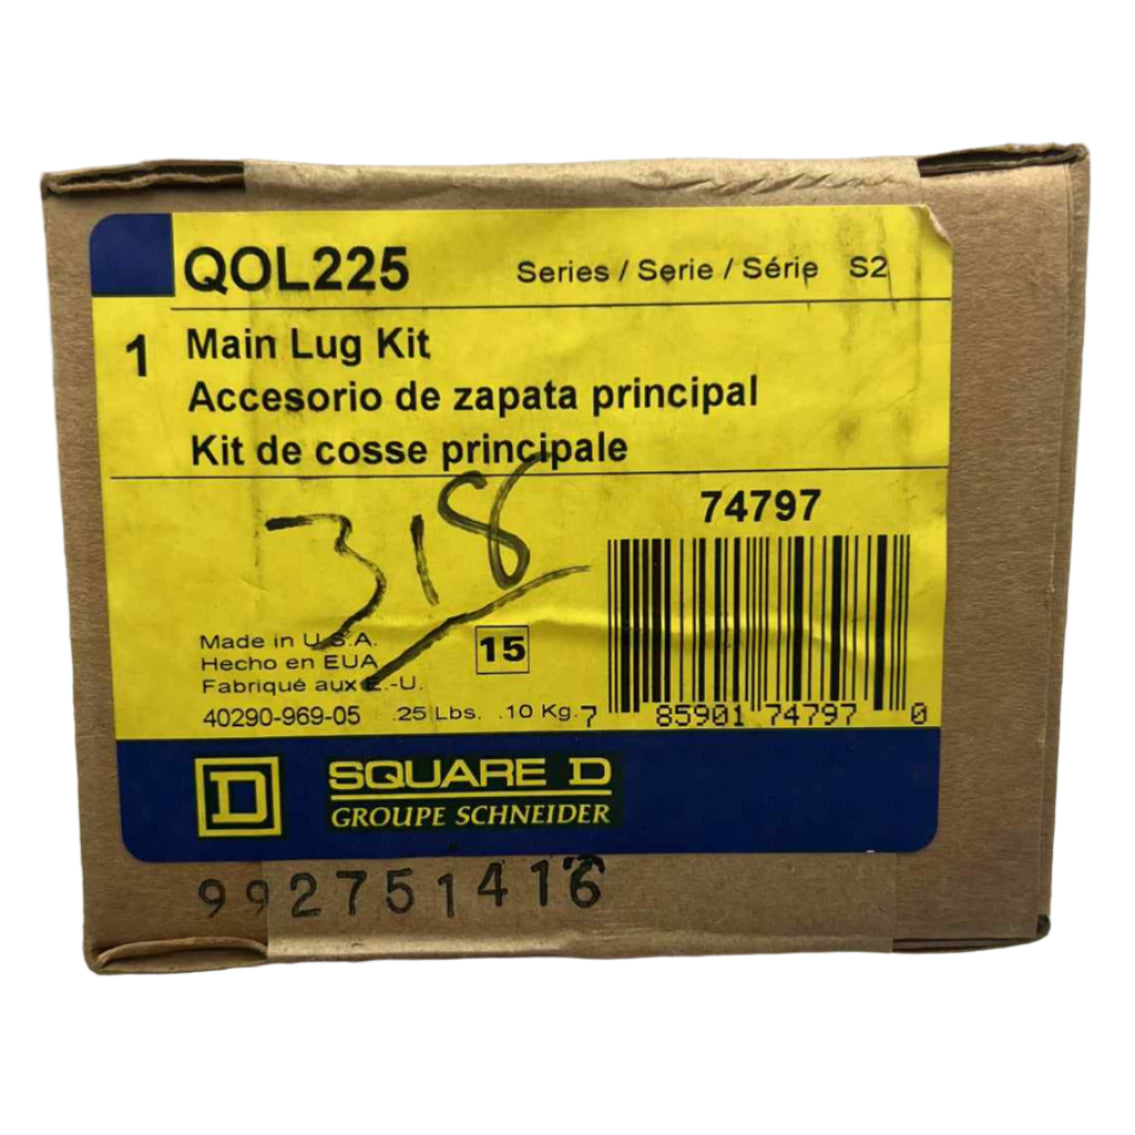 QOL225 Series / Serie / Série S2
1 Main Lug Kit
Accesorio de zapata principal
Kit de cosse principale
74797
318
Made in U.S.A.
Hecho en EUA
Fabriqué aux E.-U.
15
40290-969-05 .25 Lbs. .10 Kg.
7 85901 74797 0
D SQUARE D
GROUPE SCHNEIDER
992751416